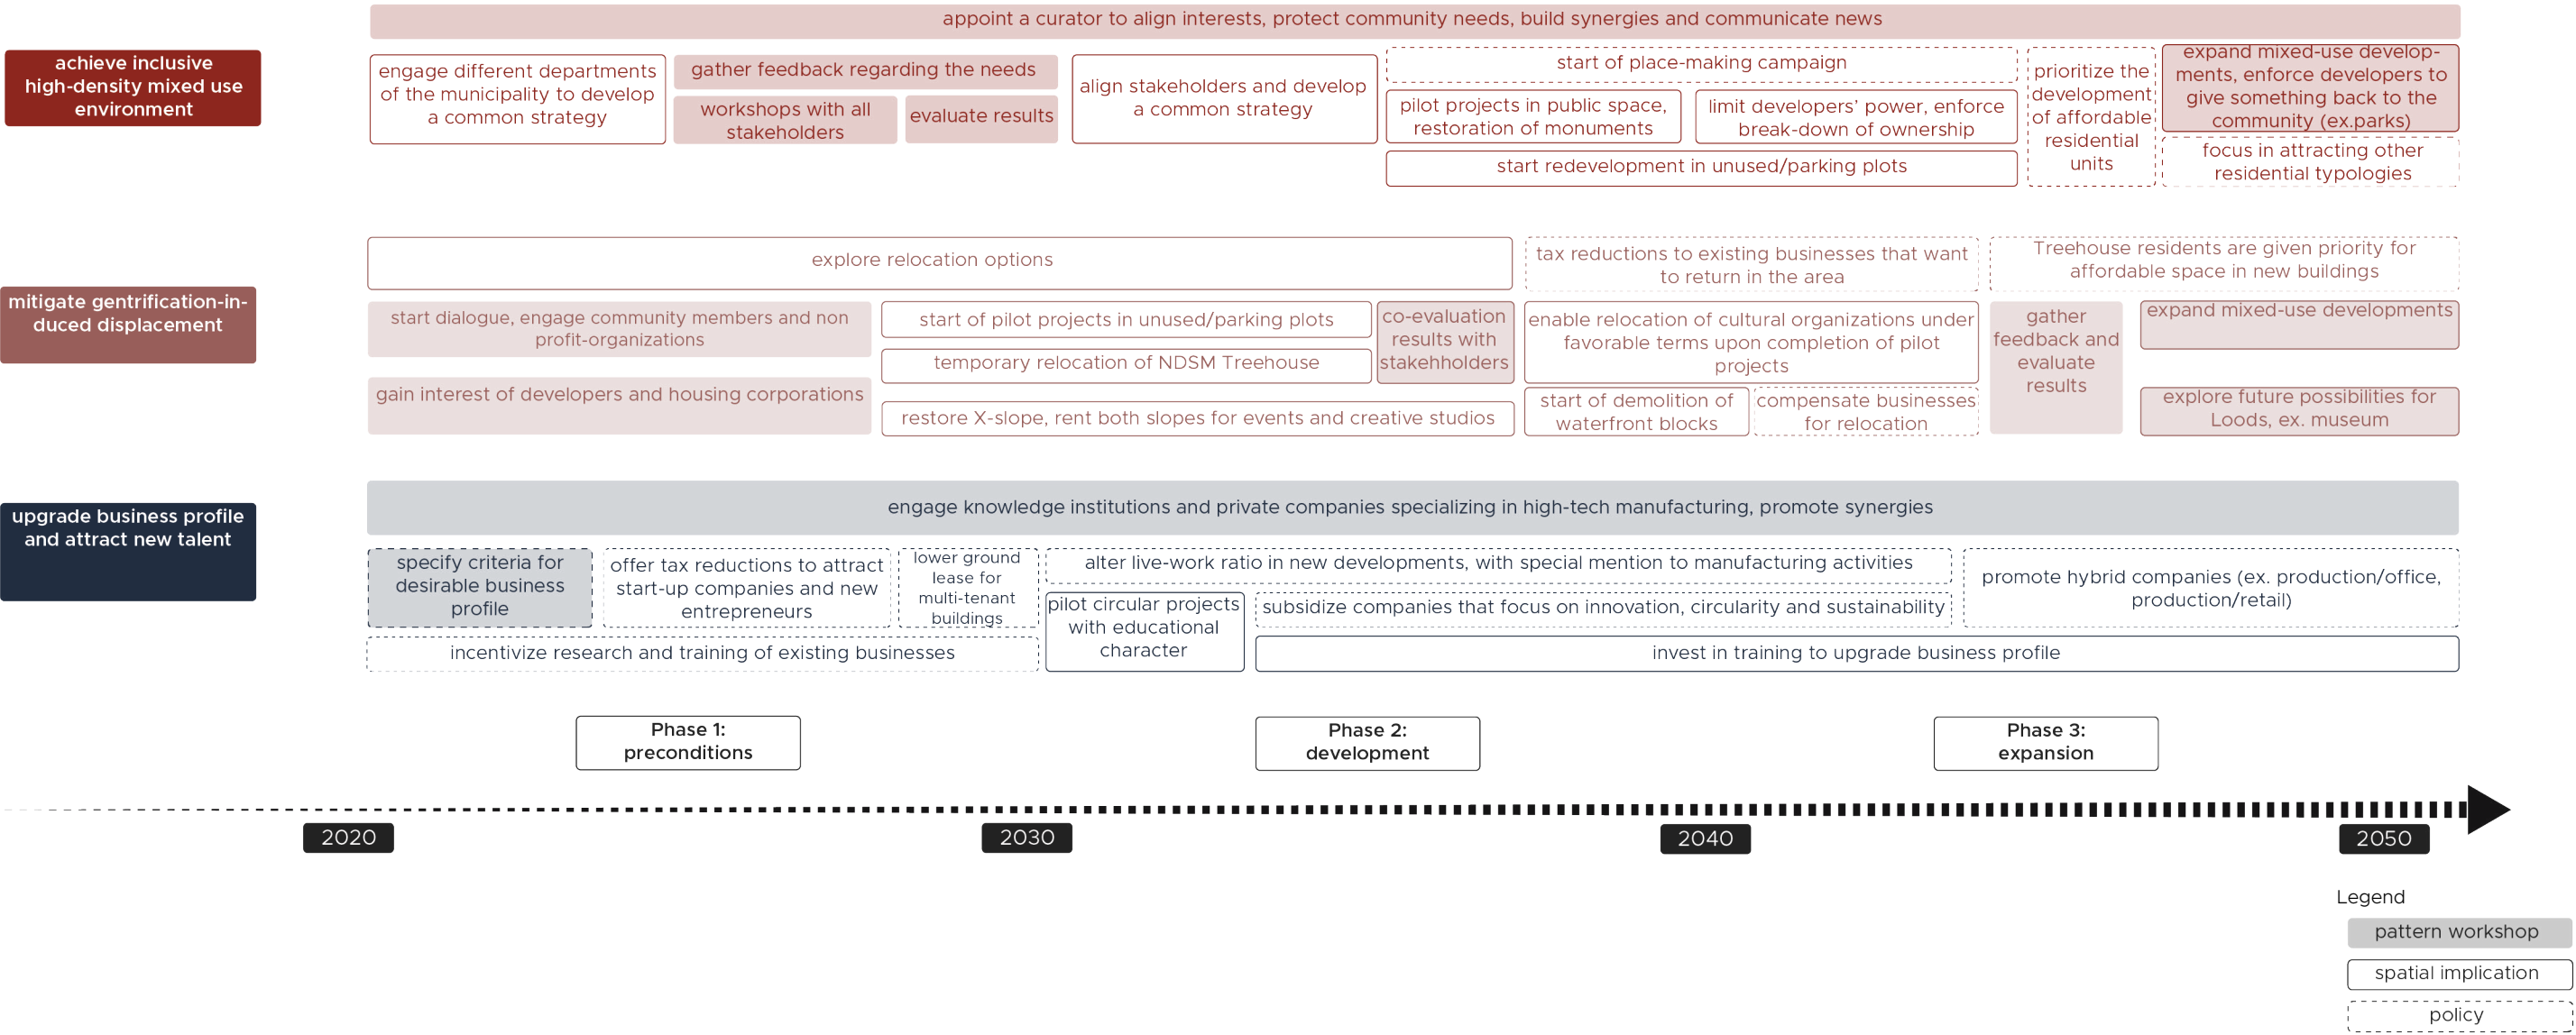 appoint a curator to align interests, protect community needs, build synergies and communicate news
achieve inclusive
high-density mixed use
environment
engage different departments
of the municipality to develop
a common strategy
gather feedback regarding the needs
workshops with all
stakeholders
evaluate results
align stakeholders and develop
a common strategy
start of place-making campaign
pilot projects in public space,
restoration of monuments
limit developers’ power, enforce
break-down of ownership
start redevelopment in unused/parking plots
prioritize the
development
of affordable
residential
units
expand mixed-use develop-
ments, enforce developers to
give something back to the
community (ex.parks)
focus in attracting other
residential typologies
mitigate gentrification-in-
duced displacement
explore relocation options
tax reductions to existing businesses that want
to return in the area
Treehouse residents are given priority for
affordable space in new buildings
start dialogue, engage community members and non
profit-organizations
gain interest of developers and housing corporations
start of pilot projects in unused/parking plots
temporary relocation of NDSM Treehouse
restore X-slope, rent both slopes for events and creative studios
co-evaluation
results with
stakehholders
enable relocation of cultural organizations under
favorable terms upon completion of pilot
projects
start of demolition of
waterfront blocks
compensate businesses
for relocation
gather
feedback and
evaluate
results
expand mixed-use developments
explore future possibilities for
Loods, ex. museum
upgrade business profile
and attract new talent
engage knowledge institutions and private companies specializing in high-tech manufacturing, promote synergies
specify criteria for
desirable business
profile
offer tax reductions to attract
start-up companies and new
entrepreneurs
lower ground
lease for
multi-tenant
buildings
incentivize research and training of existing businesses
alter live-work ratio in new developments, with special mention to manufacturing activities
pilot circular projects
with educational
character
subsidize companies that focus on innovation, circularity and sustainability
promote hybrid companies (ex. production/office,
production/retail)
invest in training to upgrade business profile
Phase 1:
preconditions
Phase 2:
development
Phase 3:
expansion
2020
2030
2040
2050
Legend
pattern workshop
spatial implication
policy